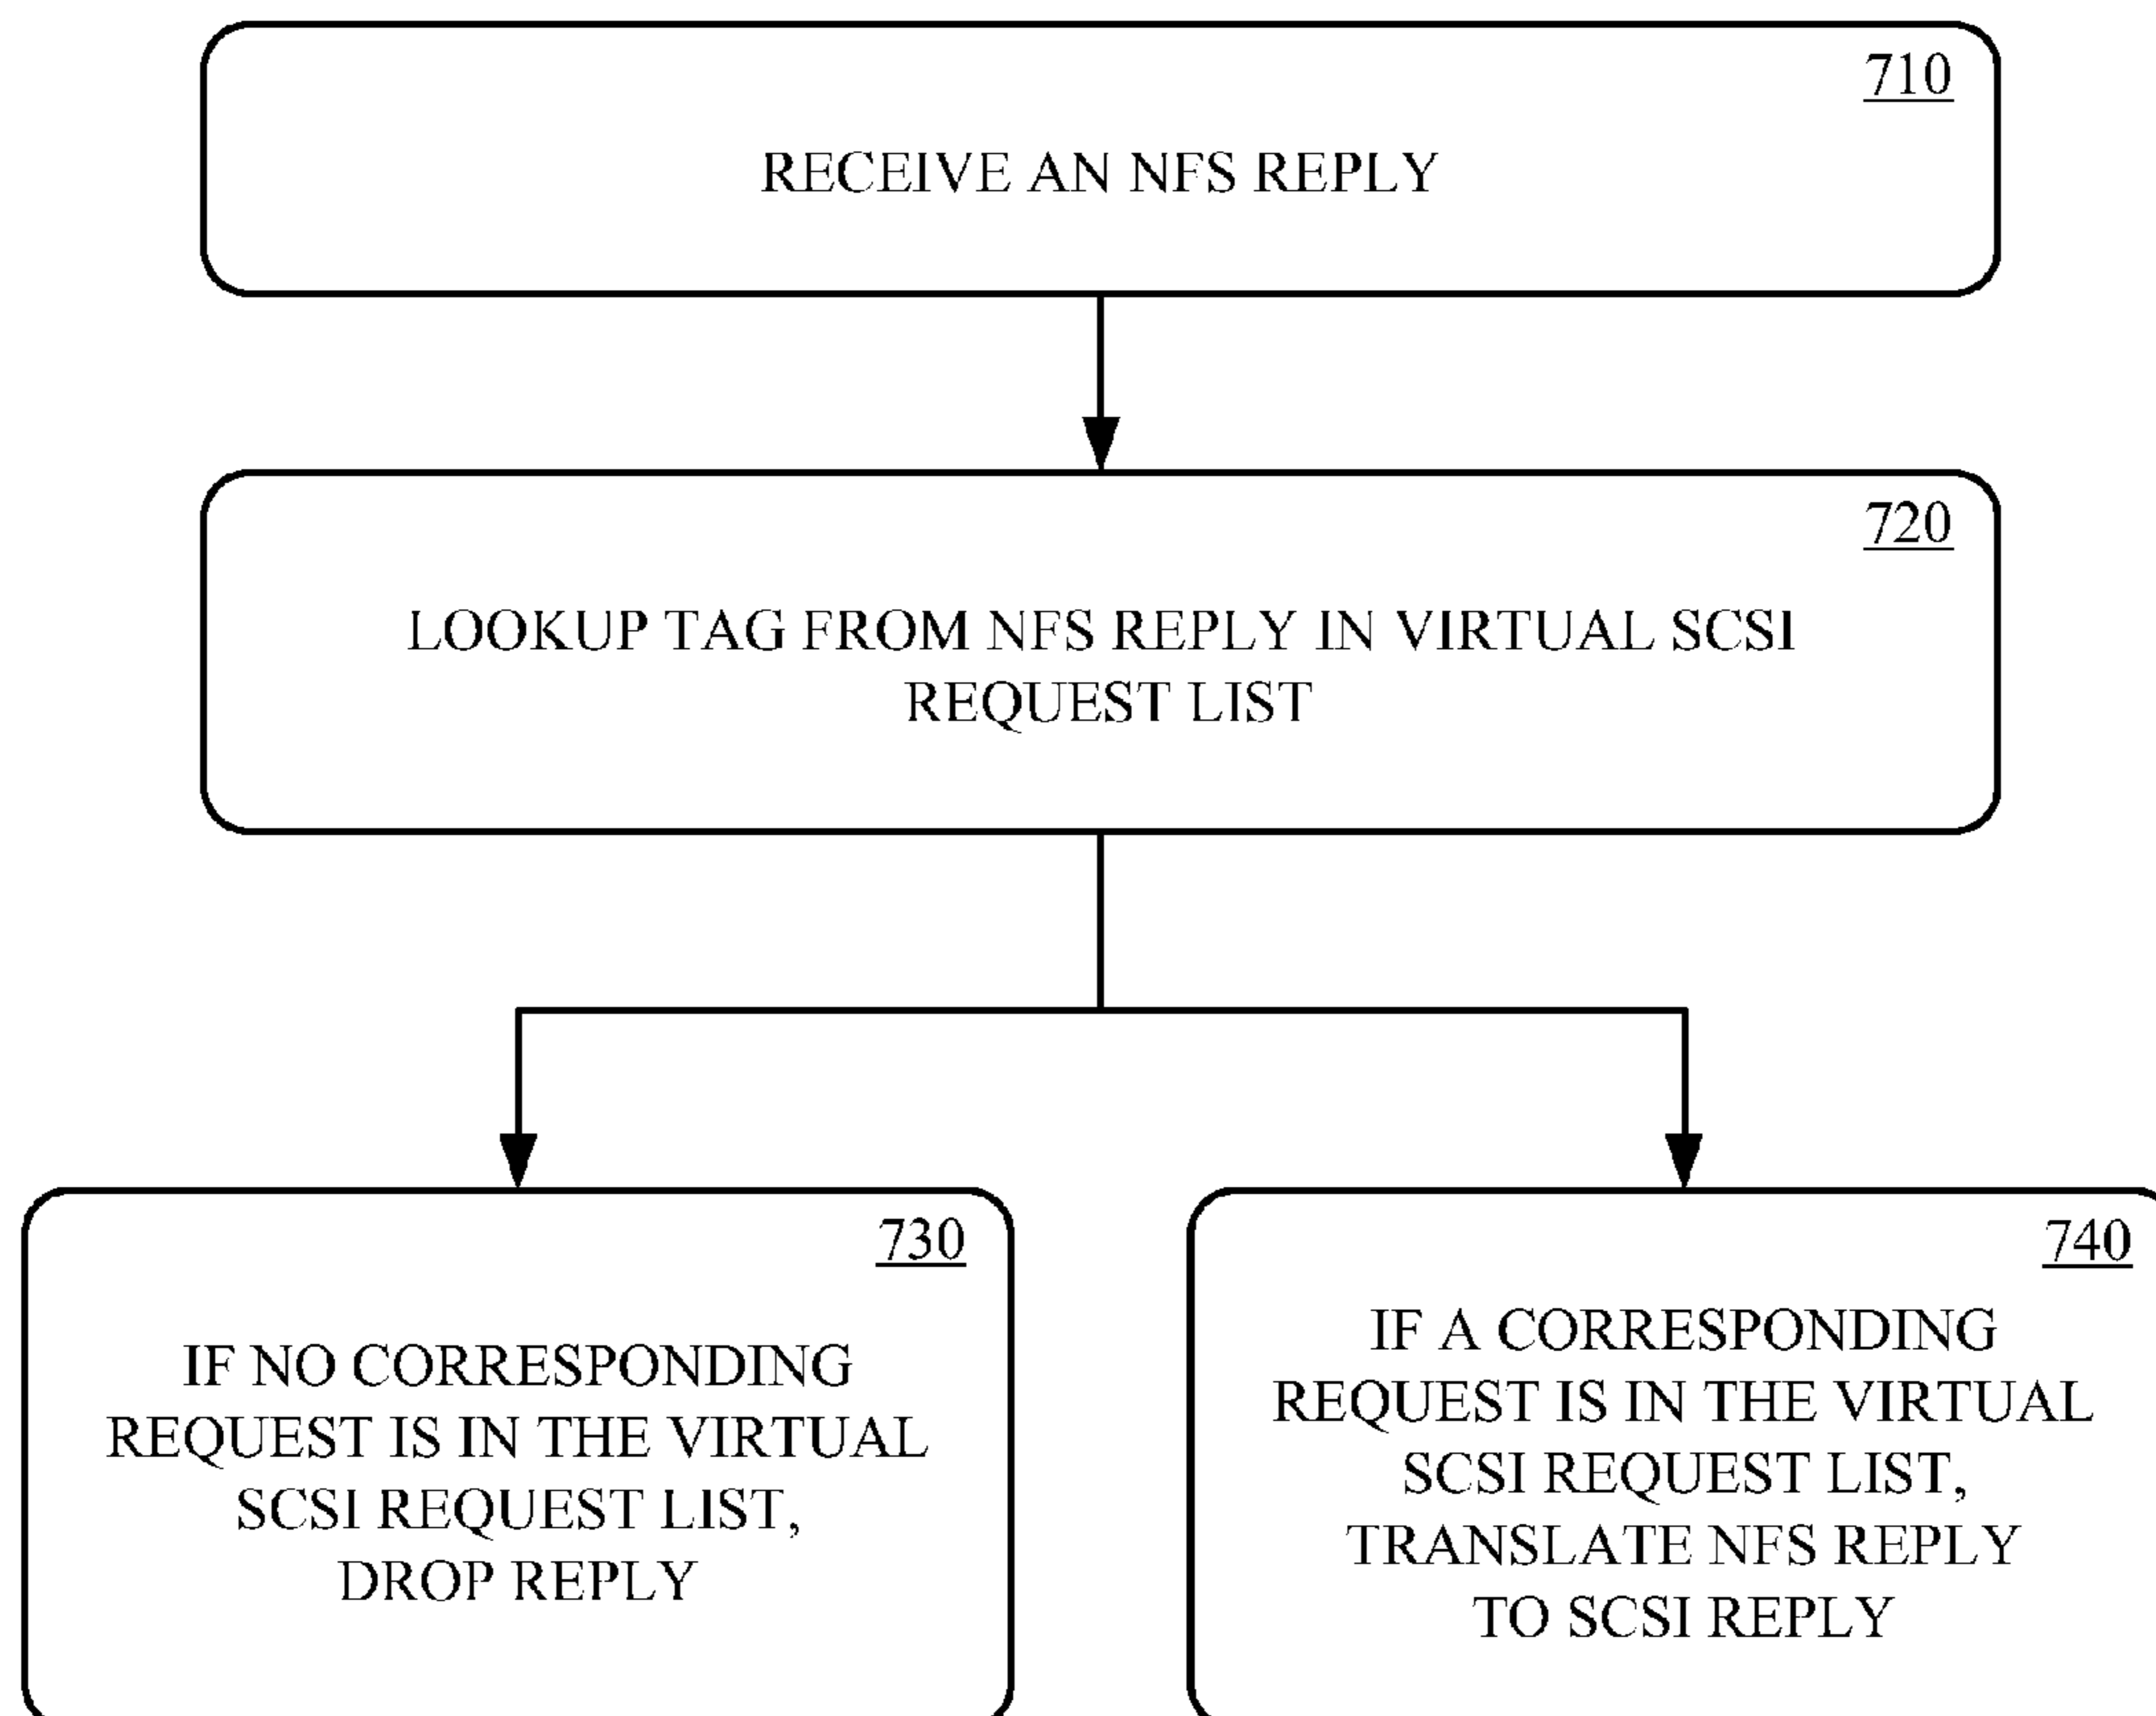 710
RECEIVE AN NFS REPLY
720
LOOKUP TAG FROM NFS REPLY IN VIRTUAL SCSI
REQUEST LIST
730
IF NO CORRESPONDING
REQUEST IS IN THE VIRTUAL
SCSI REQUEST LIST,
DROP REPLY
740
IF A CORRESPONDING
REQUEST IS IN THE VIRTUAL
SCSI REQUEST LIST,
TRANSLATE NFS REPLY
TO SCSI REPLY